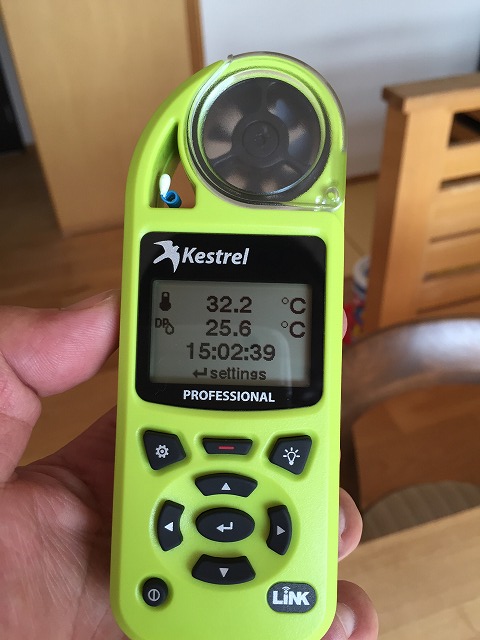 Kestrel
32.2 °C
DP 25.6 °C
15:02:39
↵ settings
PROFESSIONAL
LiNK